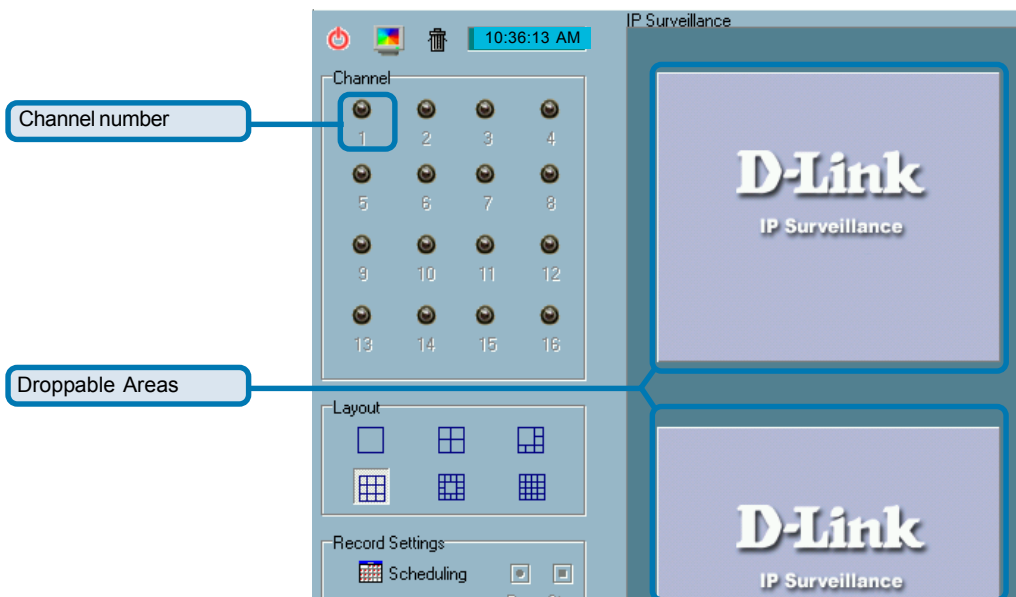 IP Surveillance
10:36:13 AM
Channel
Channel number
1 2 3 4
5 6 7 8
9 10 11 12
13 14 15 16
D-Link
IP Surveillance
Droppable Areas
Layout
Record Settings
Scheduling
D-Link
IP Surveillance